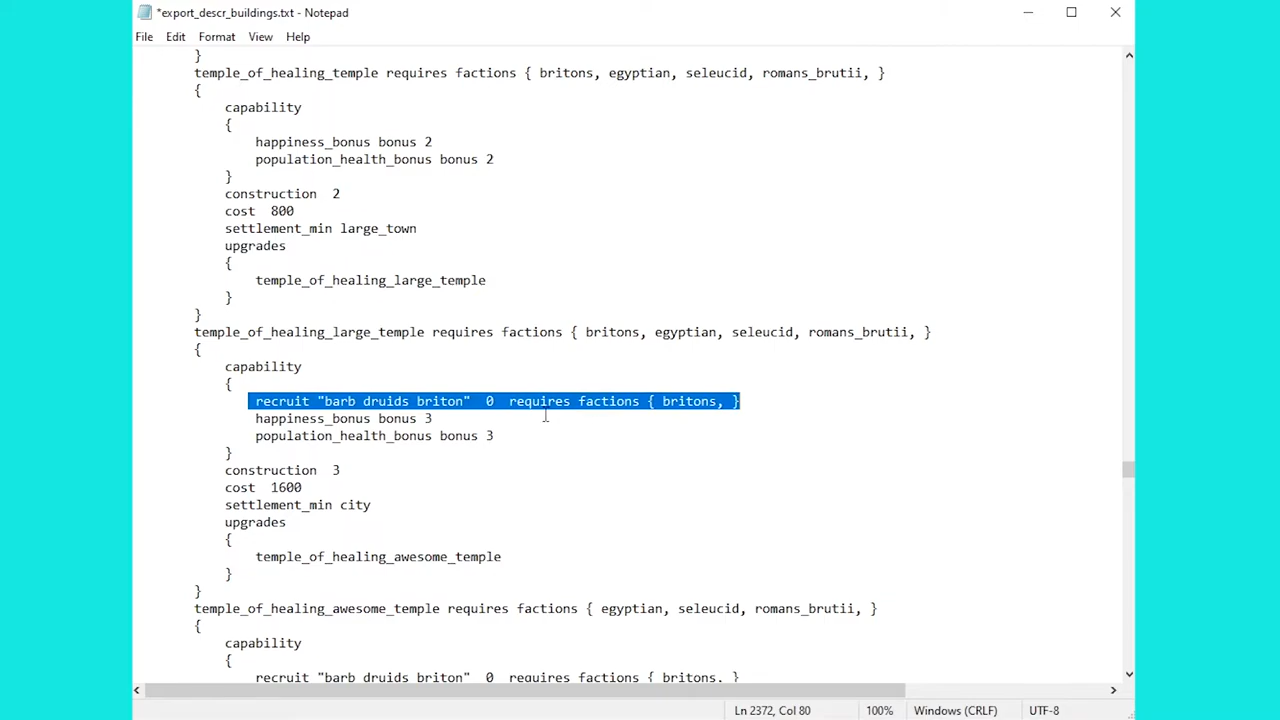 *export_descr_buildings.txt - Notepad
File Edit Format View Help
}
temple_of_healing_temple requires factions { britons, egyptian, seleucid, romans_brutii, }
{
capability
{
happiness_bonus bonus 2
population_health_bonus bonus 2
}
construction  2
cost  800
settlement_min large_town
upgrades
{
temple_of_healing_large_temple
}
}
temple_of_healing_large_temple requires factions { britons, egyptian, seleucid, romans_brutii, }
{
capability
{
recruit "barb druids briton"  0  requires factions { britons, }
happiness_bonus bonus 3
population_health_bonus bonus 3
}
construction  3
cost  1600
settlement_min city
upgrades
{
temple_of_healing_awesome_temple
}
}
temple_of_healing_awesome_temple requires factions { egyptian, seleucid, romans_brutii, }
{
capability
{
recruit "barb druids briton"  0  requires factions { britons, }
Ln 2372, Col 80 100% Windows (CRLF) UTF-8